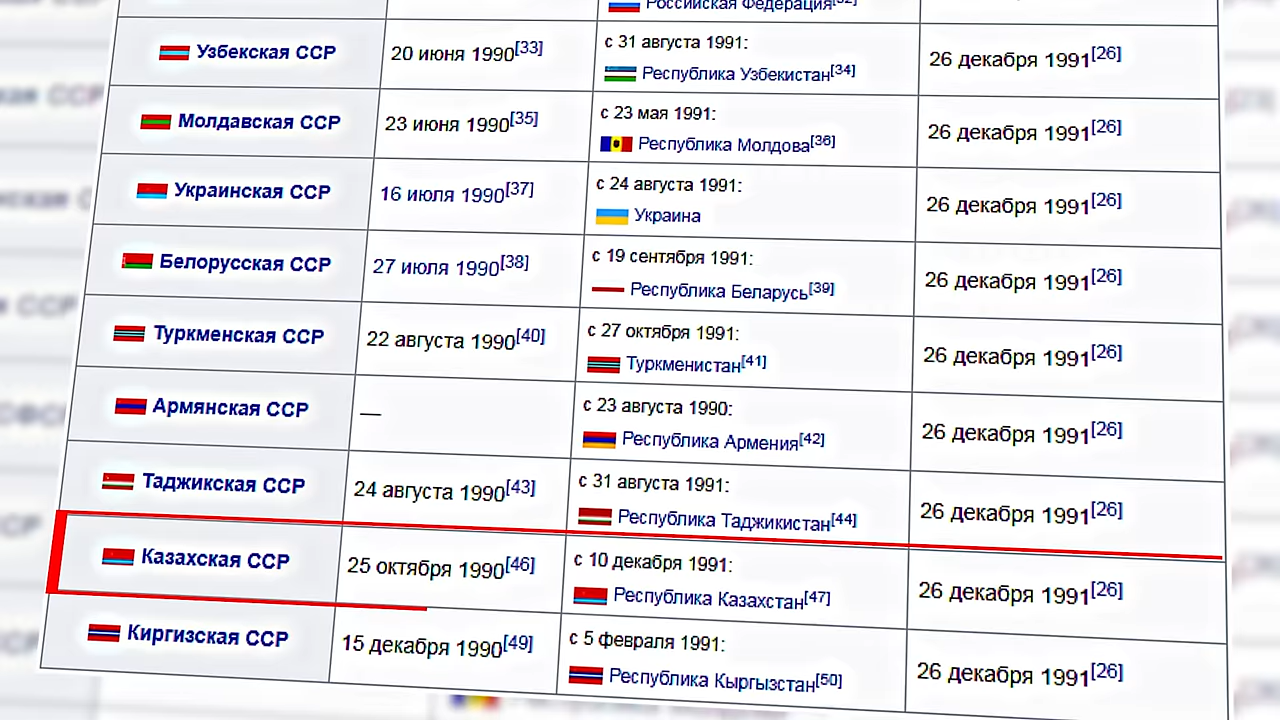 Российская Федерация[32]
Узбекская ССР
20 июня 1990[33]
с 31 августа 1991:
Республика Узбекистан[34]
26 декабря 1991[26]
Молдавская ССР
23 июня 1990[35]
с 23 мая 1991:
Республика Молдова[36]
26 декабря 1991[26]
Украинская ССР
16 июля 1990[37]
с 24 августа 1991:
Украина
26 декабря 1991[26]
Белорусская ССР
27 июля 1990[38]
с 19 сентября 1991:
Республика Беларусь[39]
26 декабря 1991[26]
Туркменская ССР
22 августа 1990[40]
с 27 октября 1991:
Туркменистан[41]
26 декабря 1991[26]
Армянская ССР
—
с 23 августа 1990:
Республика Армения[42]
26 декабря 1991[26]
Таджикская ССР
24 августа 1990[43]
с 31 августа 1991:
Республика Таджикистан[44]
26 декабря 1991[26]
Казахская ССР
25 октября 1990[46]
с 10 декабря 1991:
Республика Казахстан[47]
26 декабря 1991[26]
Киргизская ССР
15 декабря 1990[49]
с 5 февраля 1991:
Республика Кыргызстан[50]
26 декабря 1991[26]